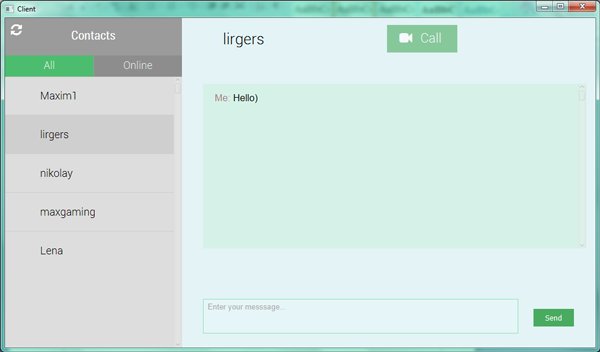 Client
Contacts
All
Online
Maxim1
lirgers
nikolay
maxgaming
Lena
lirgers
Call
Me: Hello)
Enter your messsage...
Send